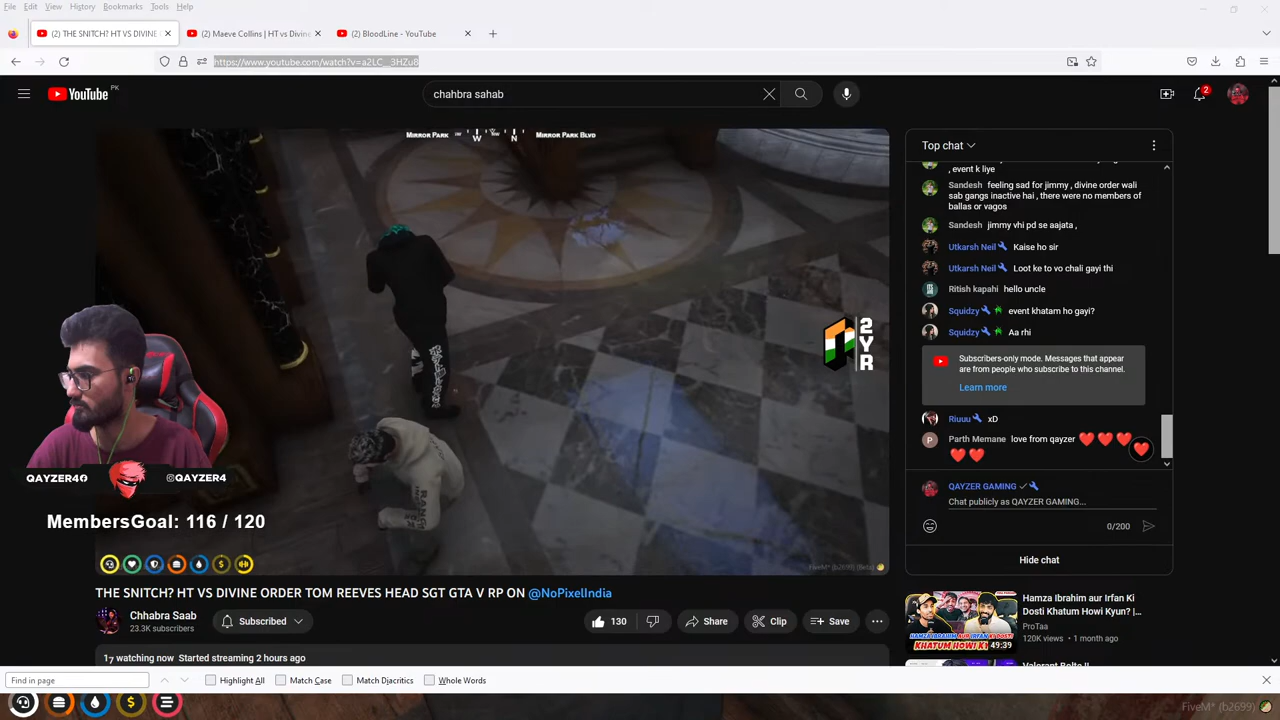 File Edit View History Bookmarks Tools Help
(2) THE SNITCH? HT VS DIVINE
(2) Maeve Collins | HT vs Divine
(2) BloodLine - YouTube
https://www.youtube.com/watch?v=a2LC__3HZu8
YouTube PK
chahbra sahab
2
MIRROR PARK W N MIRROR PARK BLVD
2YR
QAYZER4 QAYZER4
MembersGoal: 116 / 120
FiveM* (b2699) (Beta)
Top chat
, event k liye
Sandesh feeling sad for jimmy , divine order wali
sab gangs inactive hai , there were no members of
ballas or vagos
Sandesh jimmy vhi pd se aajata ,
Utkarsh Neil Kaise ho sir
Utkarsh Neil Loot ke to vo chali gayi thi
Ritish kapahi hello uncle
Squidzy event khatam ho gayi?
Squidzy Aa rhi
Subscribers-only mode. Messages that appear
are from people who subscribe to this channel.
Learn more
Riuuu xD
P Parth Memane love from qayzer ❤️❤️❤️
❤️❤️
QAYZER GAMING
Chat publicly as QAYZER GAMING...
0/200
Hide chat
THE SNITCH? HT VS DIVINE ORDER TOM REEVES HEAD SGT GTA V RP ON @NoPixelIndia
Chhabra Saab
23.3K subscribers
Subscribed
130
Share
Clip
Save
17 watching now Started streaming 2 hours ago
Hamza Ibrahim aur Irfan Ki
Dosti Khatum Howi Kyun? |...
ProTaa
120K views • 1 month ago
49:39
Find in page
Highlight All
Match Case
Match Diacritics
Whole Words
FiveM* (b2699)